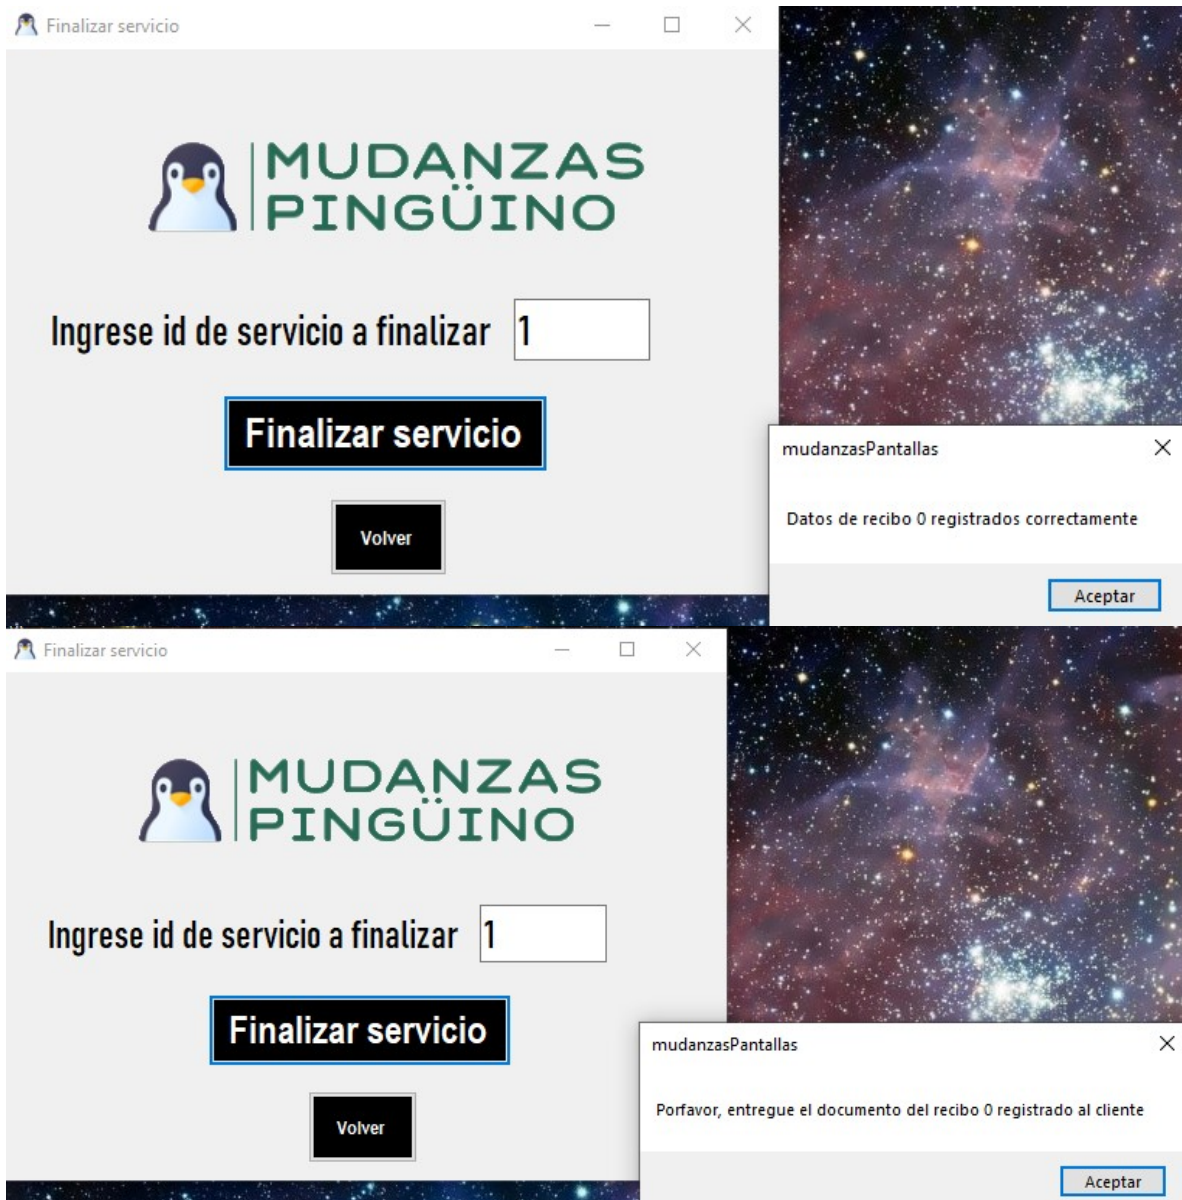 Finalizar servicio
MUDANZAS
PINGÜINO
Ingrese id de servicio a finalizar 1
Finalizar servicio
Volver
mudanzasPantallas
Datos de recibo 0 registrados correctamente
Aceptar
Finalizar servicio
MUDANZAS
PINGÜINO
Ingrese id de servicio a finalizar 1
Finalizar servicio
Volver
mudanzasPantallas
Porfavor, entregue el documento del recibo 0 registrado al cliente
Aceptar